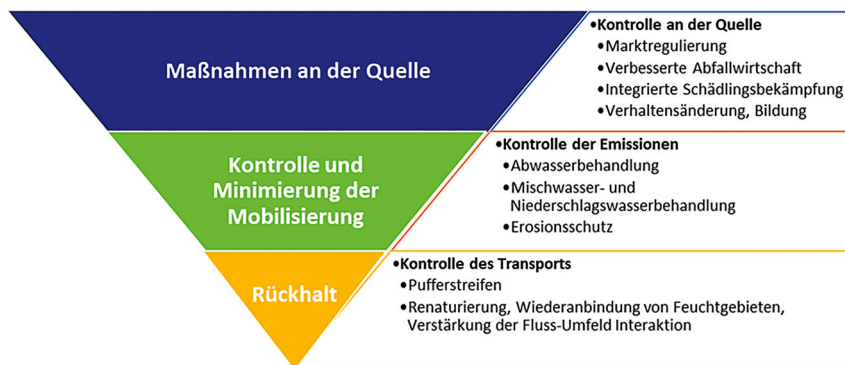 Maßnahmen an der Quelle
•Kontrolle an der Quelle
•Marktregulierung
•Verbesserte Abfallwirtschaft
•Integrierte Schädlingsbekämpfung
•Verhaltensänderung, Bildung
Kontrolle und
Minimierung der
Mobilisierung
•Kontrolle der Emissionen
•Abwasserbehandlung
•Mischwasser- und
Niederschlagswasserbehandlung
•Erosionsschutz
Rückhalt
•Kontrolle des Transports
•Pufferstreifen
•Renaturierung, Wiederanbindung von Feuchtgebieten,
Verstärkung der Fluss-Umfeld Interaktion